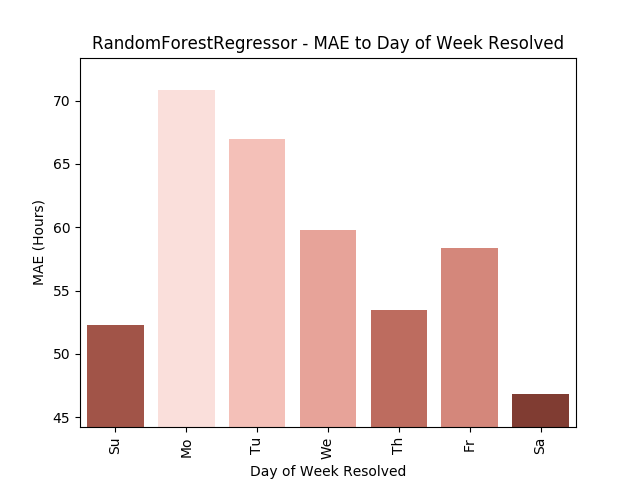 RandomForestRegressor - MAE to Day of Week Resolved
MAE (Hours)
70
65
60
55
50
45
Su
Mo
Tu
We
Th
Fr
Sa
Day of Week Resolved